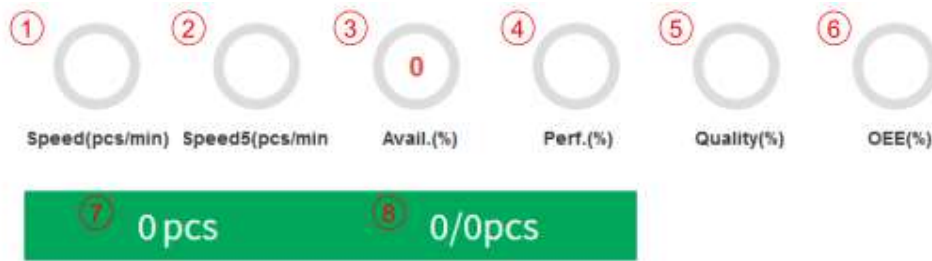 ① ② ③ ④ ⑤ ⑥
0
Speed(pcs/min) Speed5(pcs/min Avail.(%) Perf.(%) Quality(%) OEE(%)
⑦ 0 pcs ⑧ 0/0pcs